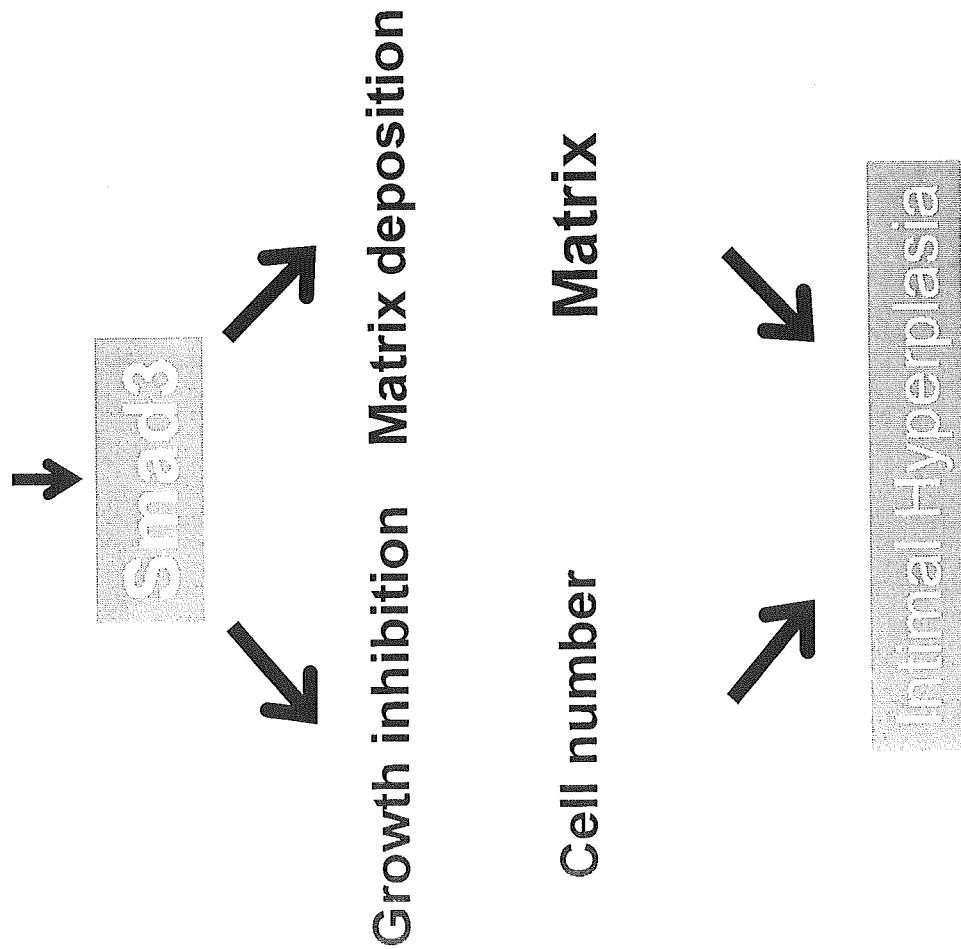 Smad3
Growth inhibition
Matrix deposition
Cell number
Matrix
Intimal Hyperplasia